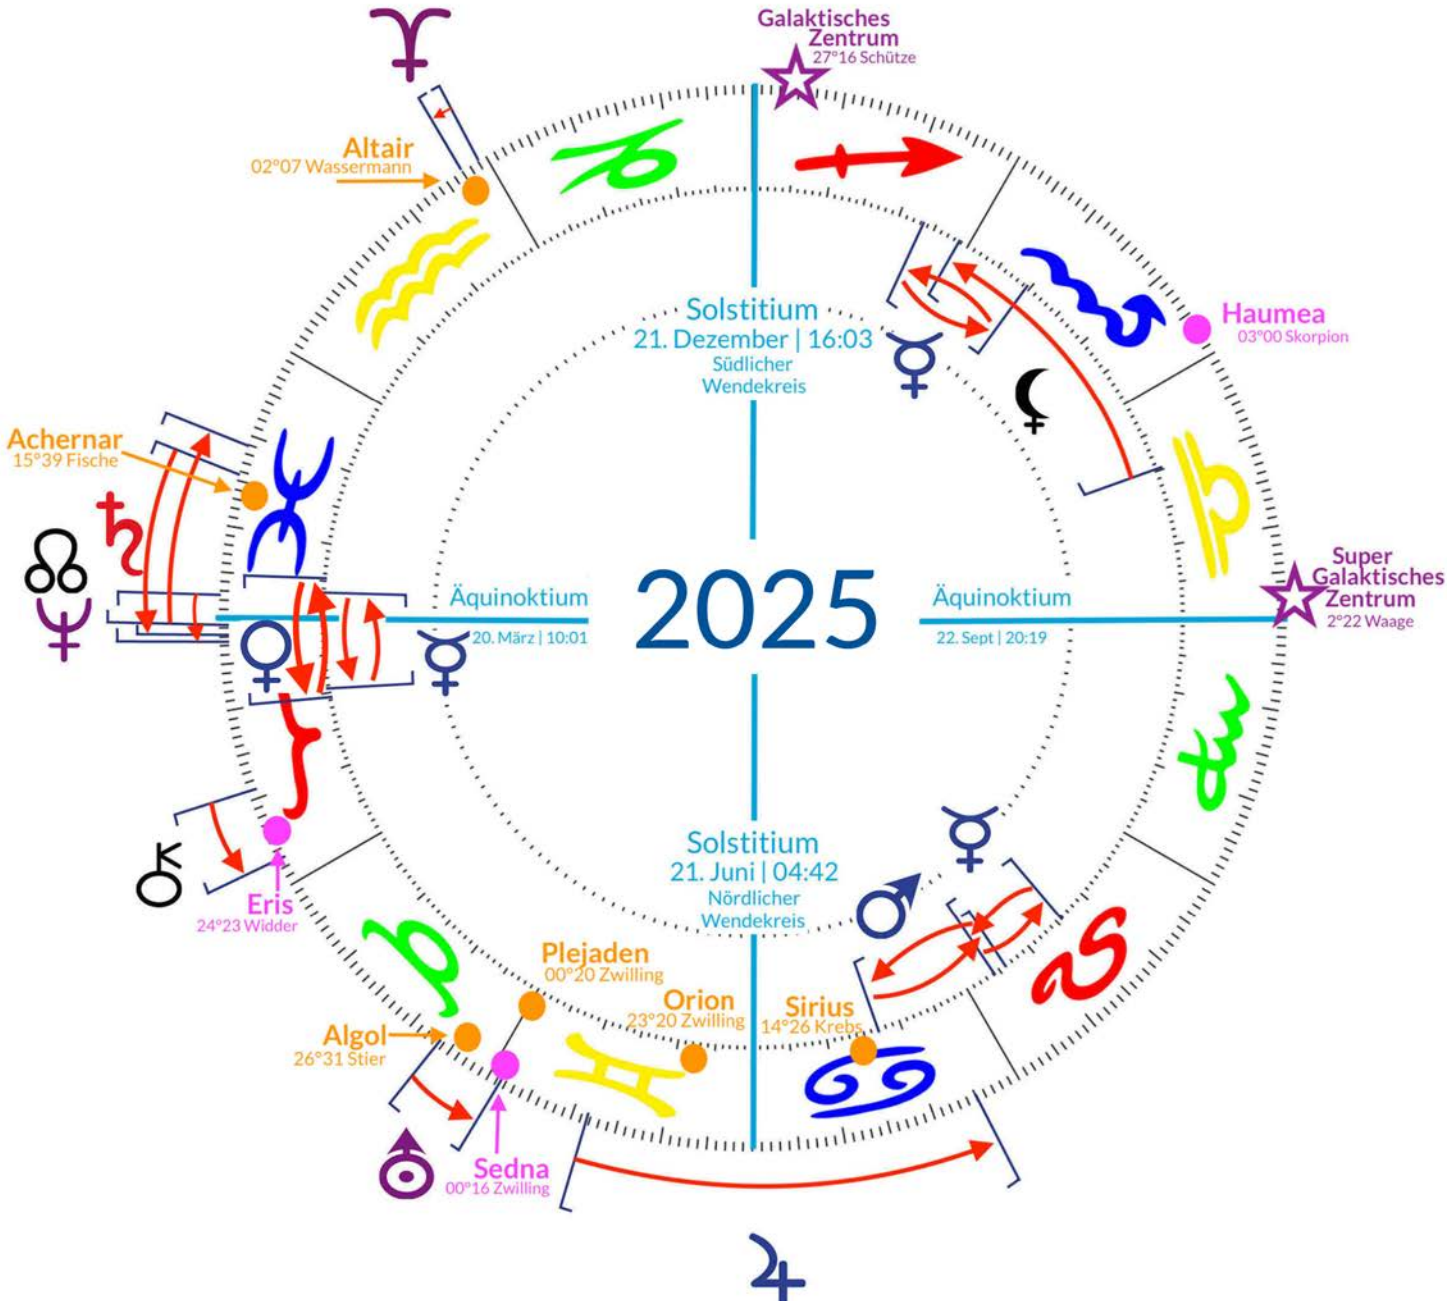 Galaktisches
Zentrum
27°16 Schütze
Altair
02°07 Wassermann
Solstitium
21. Dezember | 16:03
Südlicher
Wendekreis
Haumea
03°00 Skorpion
Achernar
15°39 Fische
Äquinoktium
20. März | 10:01
2025
Äquinoktium
22. Sept | 20:19
Super
Galaktisches
Zentrum
2°22 Waage
Solstitium
21. Juni | 04:42
Nördlicher
Wendekreis
Eris
24°23 Widder
Plejaden
00°20 Zwilling
Orion
23°20 Zwilling
Sirius
14°26 Krebs
Algol
26°31 Stier
Sedna
00°16 Zwilling